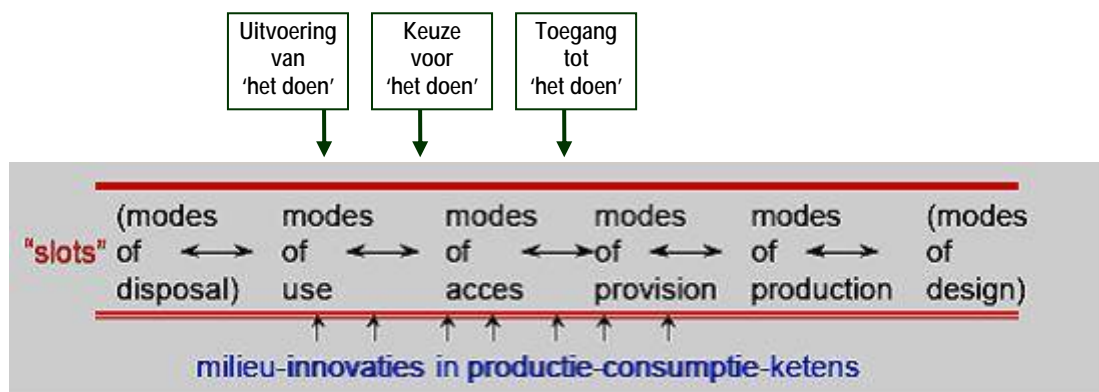 Uitvoering
van
‘het doen’
Keuze
voor
‘het doen’
Toegang
tot
‘het doen’
"slots"
(modes
of
disposal)
modes
of
use
modes
of
acces
modes
of
provision
modes
of
production
(modes
of
design)
milieu-innovaties in productie-consumptie-ketens